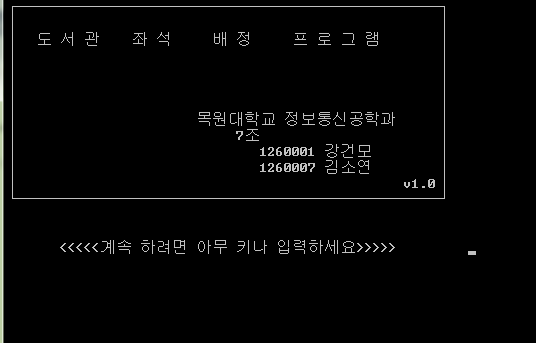 도 서 관 좌 석 배 정 프 로 그 램
목원대학교 정보통신공학과
7조
1260001 강건모
1260007 김소연
v1.0
<<<<<계속 하려면 아무 키나 입력하세요>>>>>